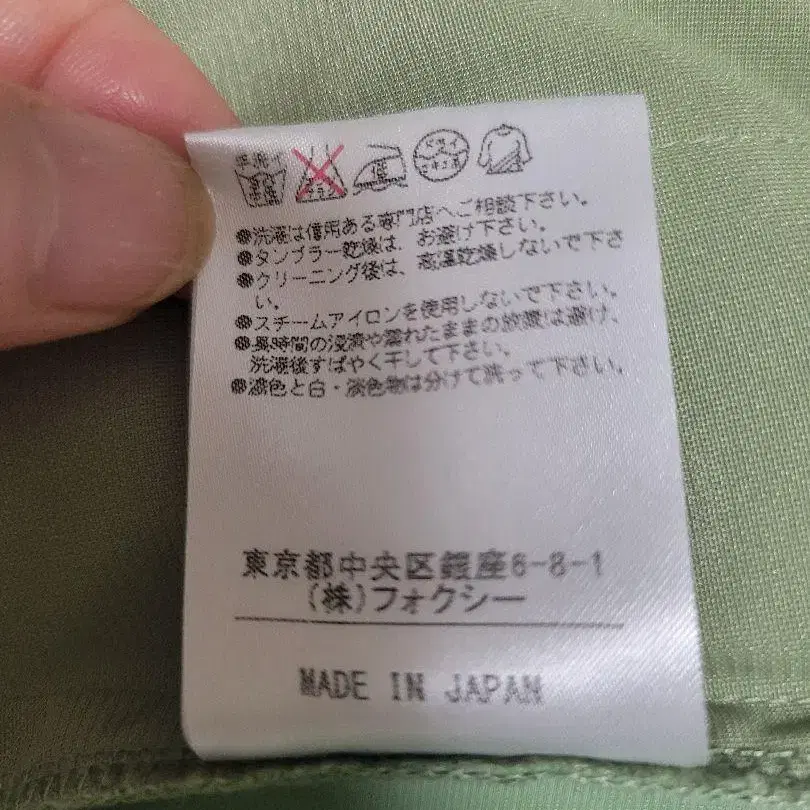 手洗イ
●洗濯は信用ある専門店へご相談下さい。
●タンブラー乾燥は、お避け下さい。
●クリーニング後は、高温乾燥しないで下さ
い。
●スチームアイロンを使用しないで下さい。
●長時間の浸漬や濡れたままの放置は避け、
洗濯後すばやく干して下さい。
●濃色と白・淡色物は分けて洗って下さい。
東京都中央区銀座6-8-1
(株)フォクシー
MADE IN JAPAN